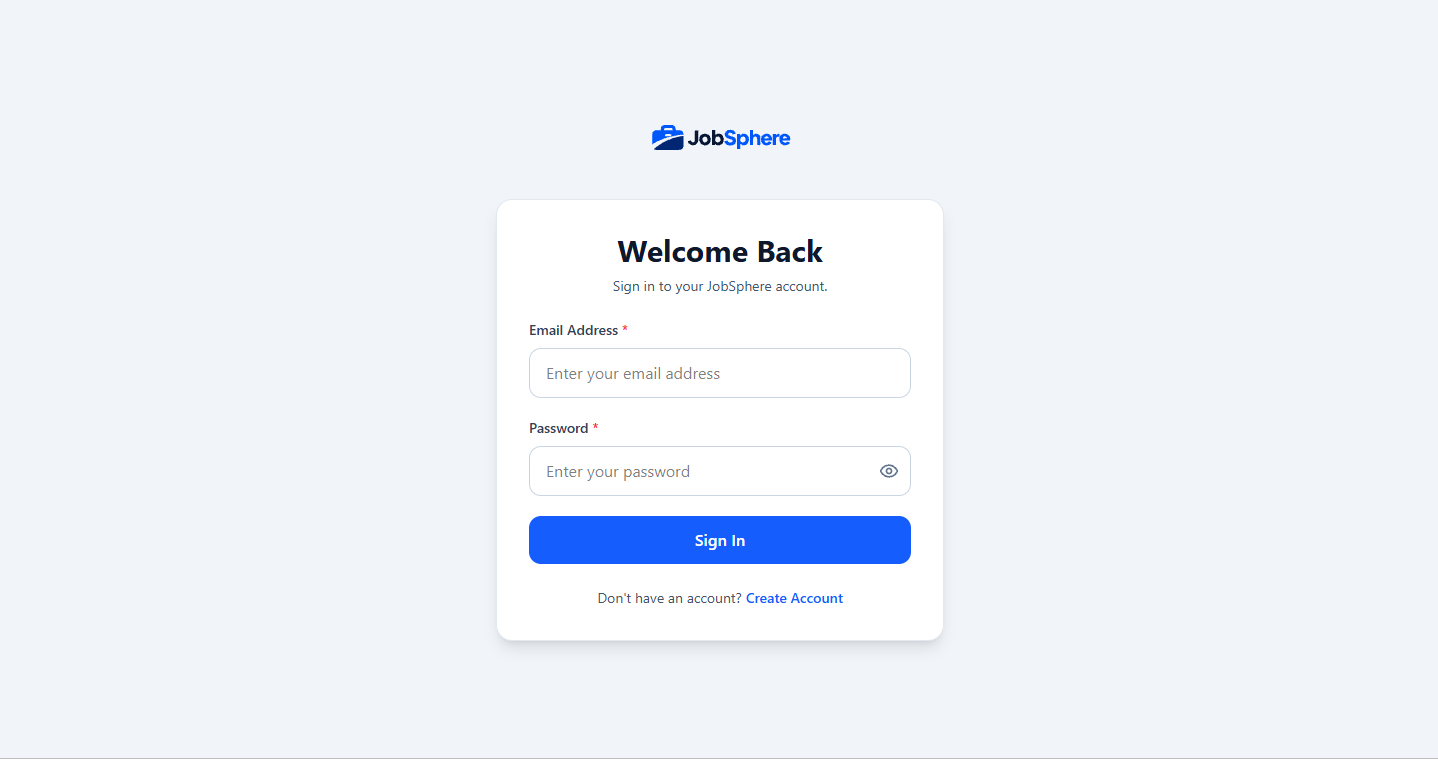 JobSphere
Welcome Back
Sign in to your JobSphere account.
Email Address *
Enter your email address
Password *
Enter your password
Sign In
Don't have an account? Create Account